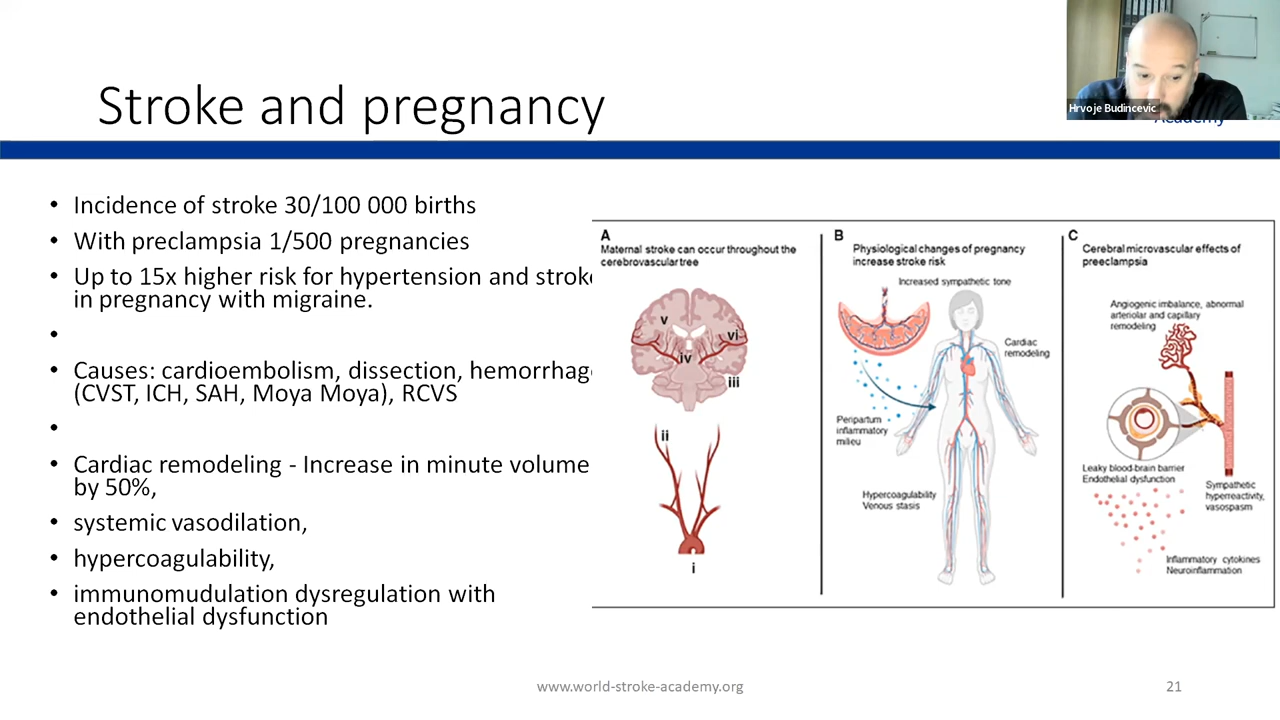 Hrvoje Budincevic
Academy
Stroke and pregnancy
• Incidence of stroke 30/100 000 births
• With preclampsia 1/500 pregnancies
• Up to 15x higher risk for hypertension and stroke
in pregnancy with migraine.
•
• Causes: cardioembolism, dissection, hemorrhag
(CVST, ICH, SAH, Moya Moya), RCVS
•
• Cardiac remodeling - Increase in minute volume
by 50%,
• systemic vasodilation,
• hypercoagulability,
• immunomudulation dysregulation with
endothelial dysfunction
A
Maternal stroke can occur throughout the
cerebrovascular tree
v
vi
iv
iii
ii
i
B
Physiological changes of pregnancy
increase stroke risk
Increased sympathetic tone
Cardiac
remodeling
Peripartum
inflammatory
milieu
Hypercoagulability
Venous stasis
C
Cerebral microvascular effects of
preeclampsia
Angiogenic imbalance, abnormal
arteriolar and capillary
remodeling
Leaky blood-brain barrier
Endothelial dysfunction
Sympathetic
hyperreactivity,
vasospasm
Inflammatory cytokines
Neuroinflammation
www.world-stroke-academy.org
21